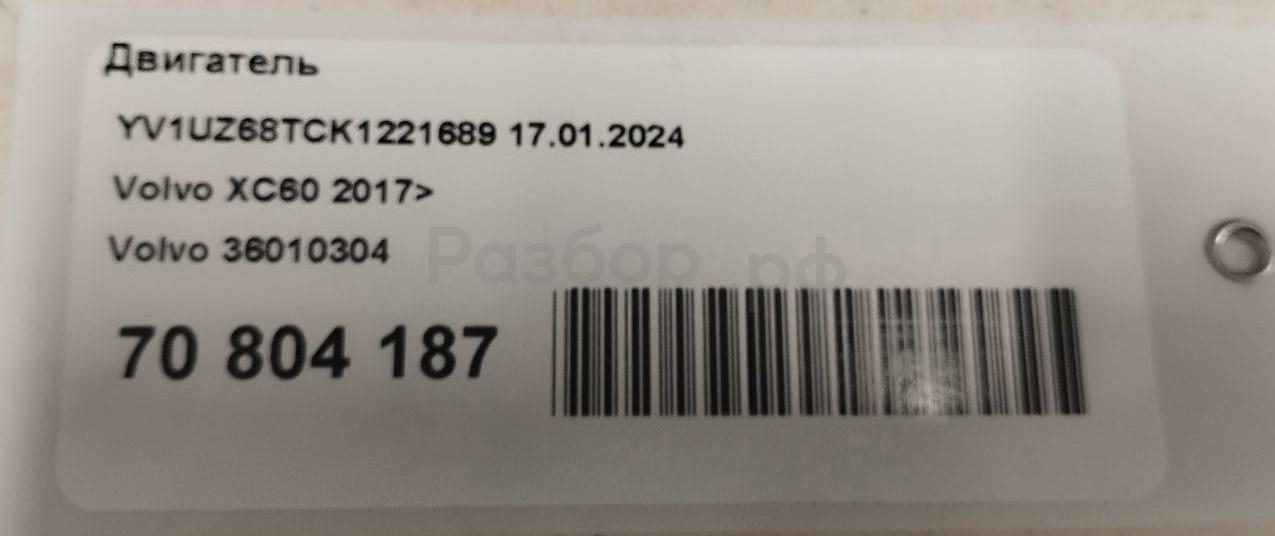 Двигатель
YV1UZ68TCK1221689 17.01.2024
Volvo XC60 2017>
Volvo 36010304
Разбор.рф
70 804 187